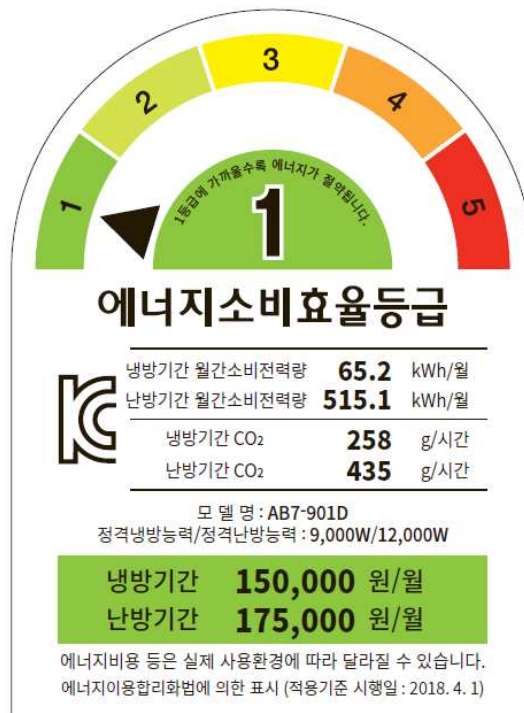 1
2
3
4
5
1등급에 가까울수록 에너지가 절약됩니다.
1
에너지소비효율등급
냉방기간 월간소비전력량 65.2 kWh/월
난방기간 월간소비전력량 515.1 kWh/월
냉방기간 CO₂ 258 g/시간
난방기간 CO₂ 435 g/시간
모 델 명 : AB7-901D
정격냉방능력/정격난방능력 : 9,000W/12,000W
냉방기간 150,000 원/월
난방기간 175,000 원/월
에너지비용 등은 실제 사용환경에 따라 달라질 수 있습니다.
에너지이용합리화법에 의한 표시 (적용기준 시행일 : 2018. 4. 1)